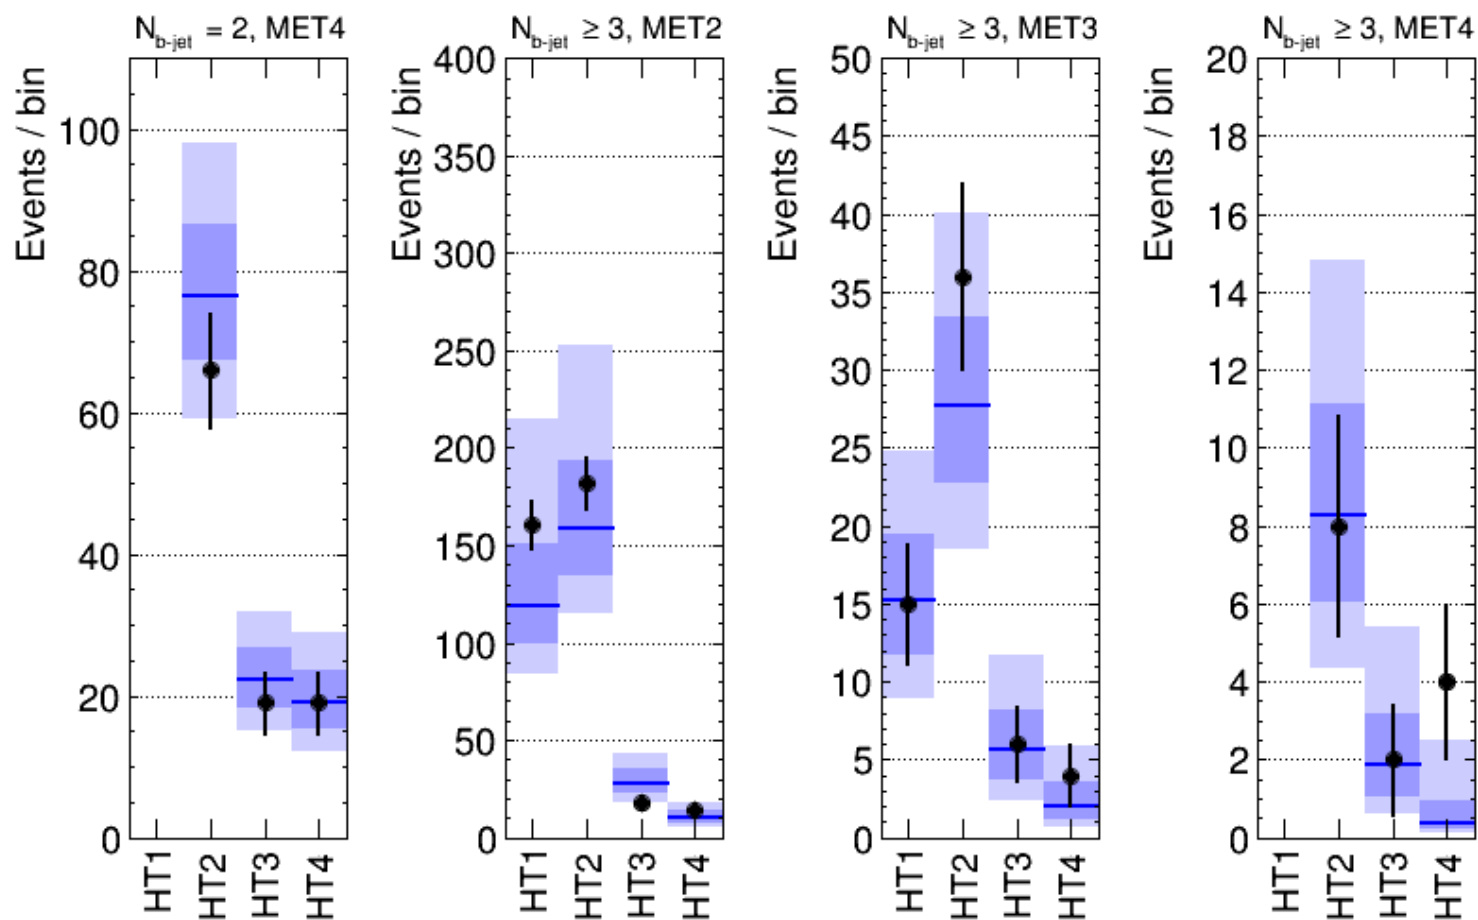 N_b-jet = 2, MET4
Events / bin
100
80
60
40
20
0
HT1
HT2
HT3
HT4
N_b-jet ≥ 3, MET2
Events / bin
400
350
300
250
200
150
100
50
0
HT1
HT2
HT3
HT4
N_b-jet ≥ 3, MET3
Events / bin
50
45
40
35
30
25
20
15
10
5
0
HT1
HT2
HT3
HT4
N_b-jet ≥ 3, MET4
Events / bin
20
18
16
14
12
10
8
6
4
2
0
HT1
HT2
HT3
HT4